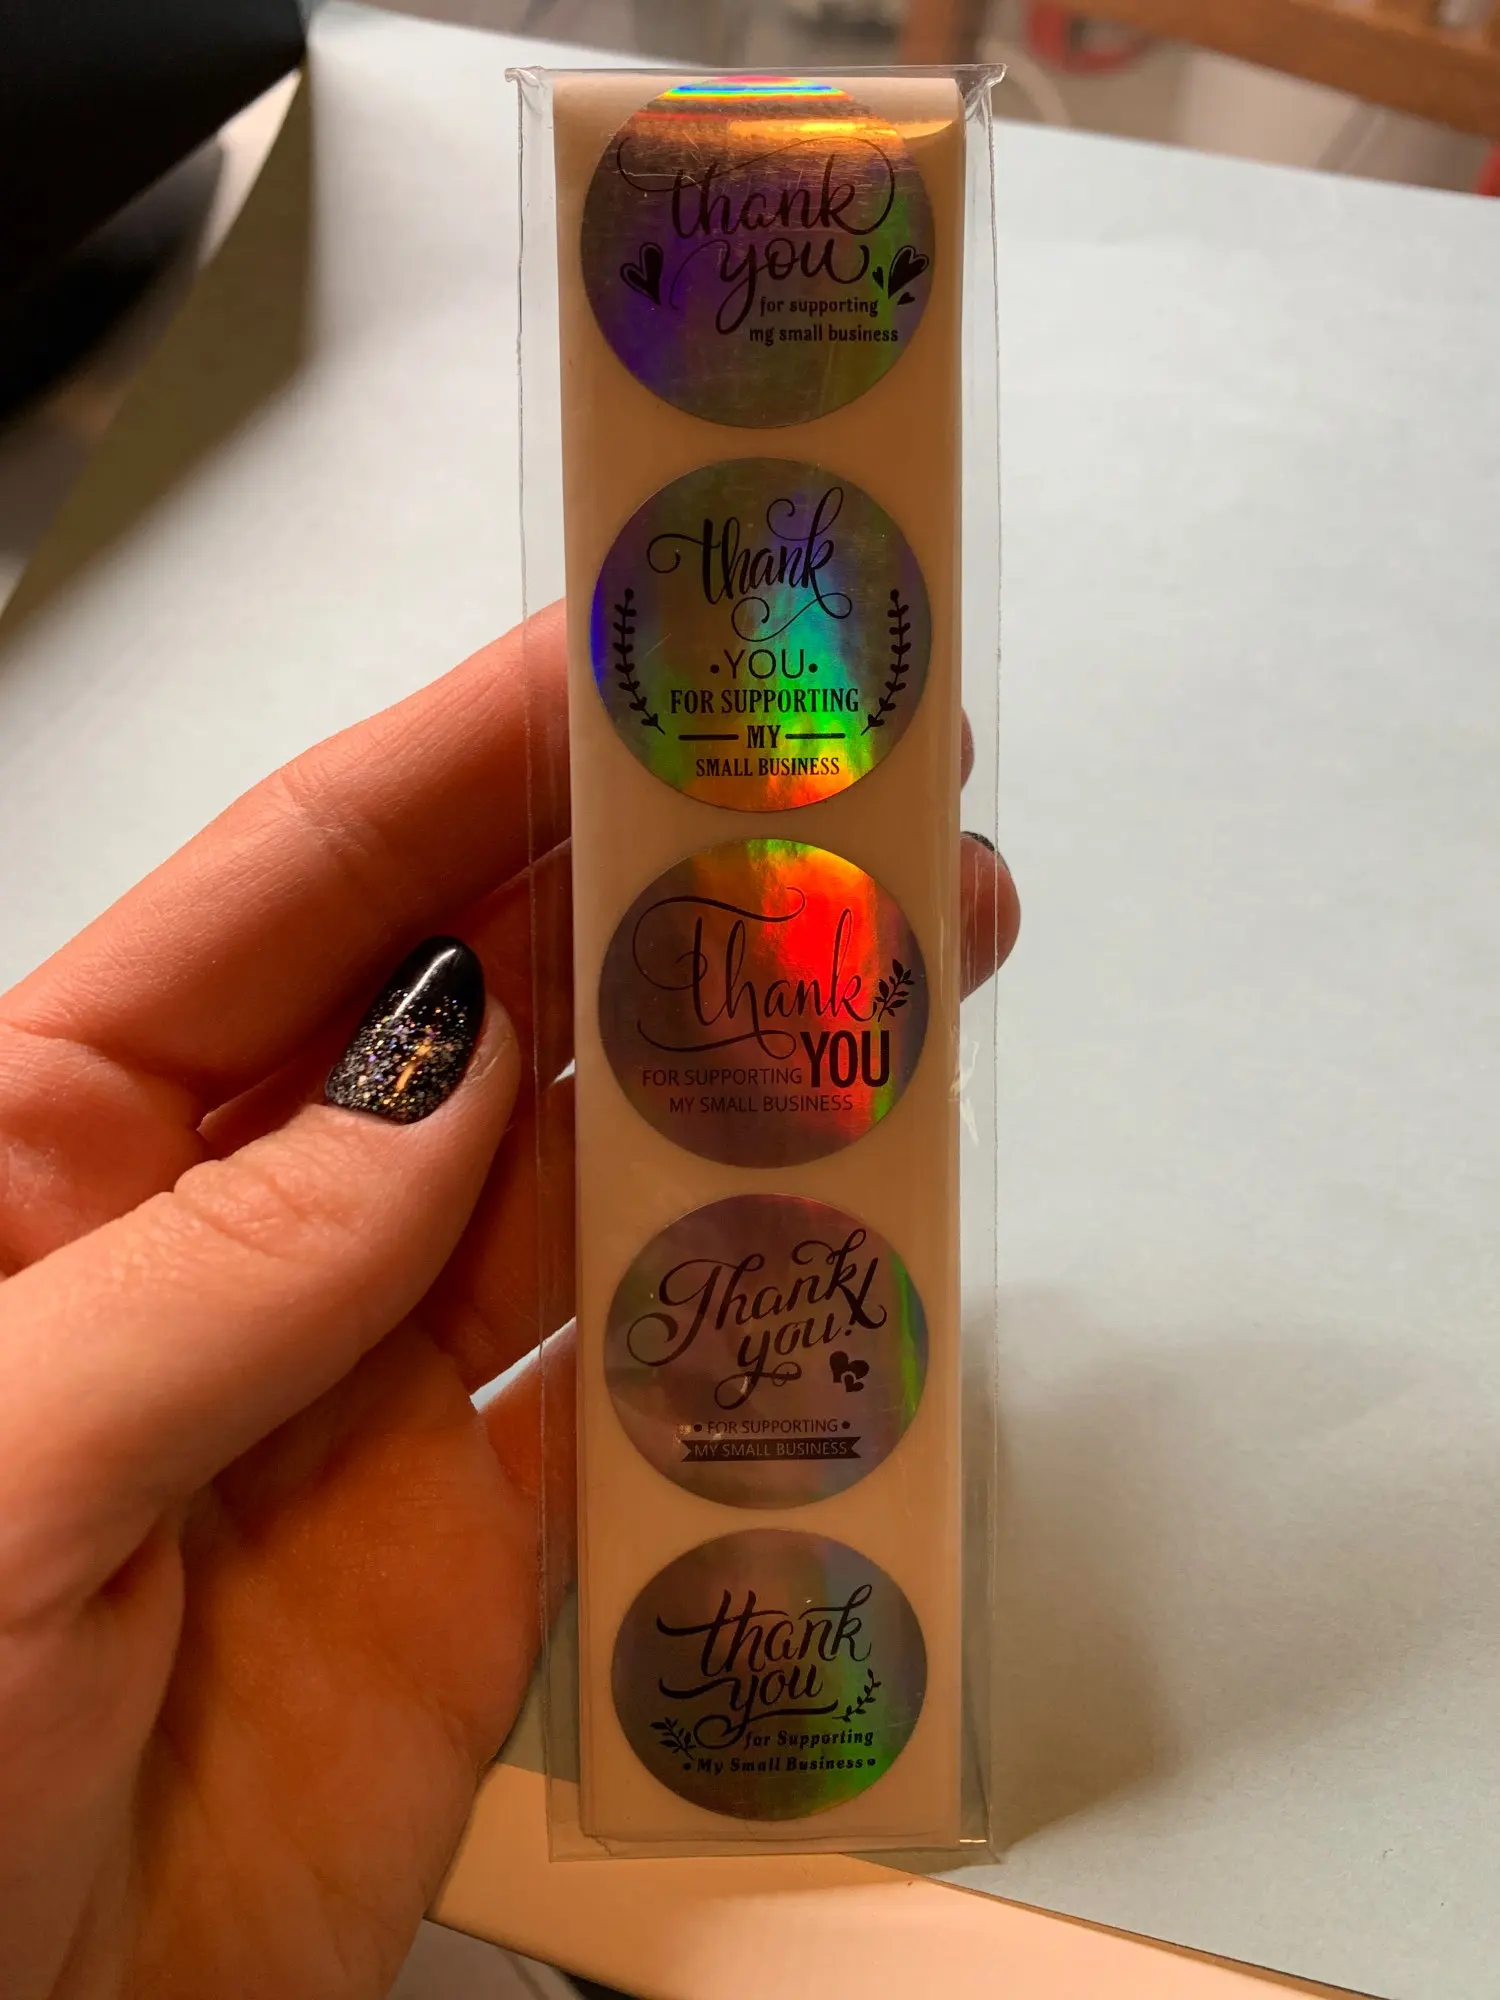 thank
you
for supporting
mg small business
thank
•YOU•
FOR SUPPORTING
MY
SMALL BUSINESS
Thank
YOU
FOR SUPPORTING
MY SMALL BUSINESS
Thank
you!
• FOR SUPPORTING •
MY SMALL BUSINESS
thank
you
for Supporting
• My Small Business •